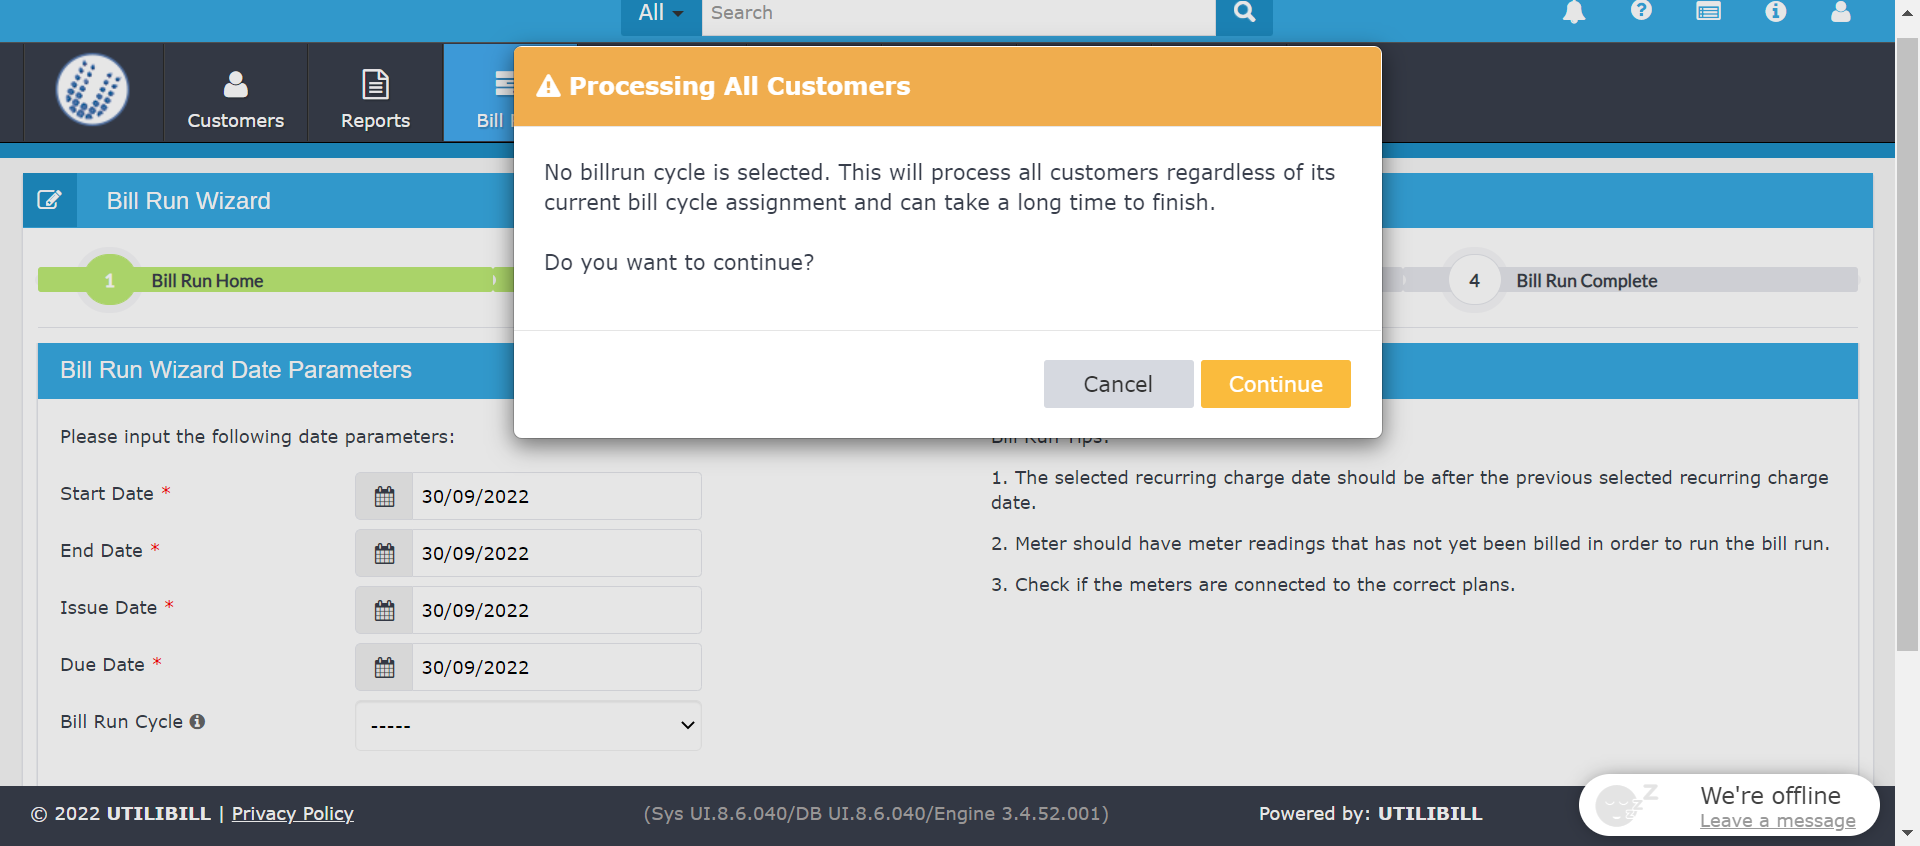 All
Search
Customers
Reports
Bill
Processing All Customers
No billrun cycle is selected. This will process all customers regardless of its
current bill cycle assignment and can take a long time to finish.
Do you want to continue?
Cancel
Continue
Bill Run Wizard
1
Bill Run Home
4
Bill Run Complete
Bill Run Wizard Date Parameters
Please input the following date parameters:
Start Date *
30/09/2022
End Date *
30/09/2022
Issue Date *
30/09/2022
Due Date *
30/09/2022
Bill Run Cycle
-----
Bill Run Tips:
1. The selected recurring charge date should be after the previous selected recurring charge
date.
2. Meter should have meter readings that has not yet been billed in order to run the bill run.
3. Check if the meters are connected to the correct plans.
© 2022 UTILIBILL | Privacy Policy
(Sys UI.8.6.040/DB UI.8.6.040/Engine 3.4.52.001)
Powered by: UTILIBILL
We're offline
Leave a message